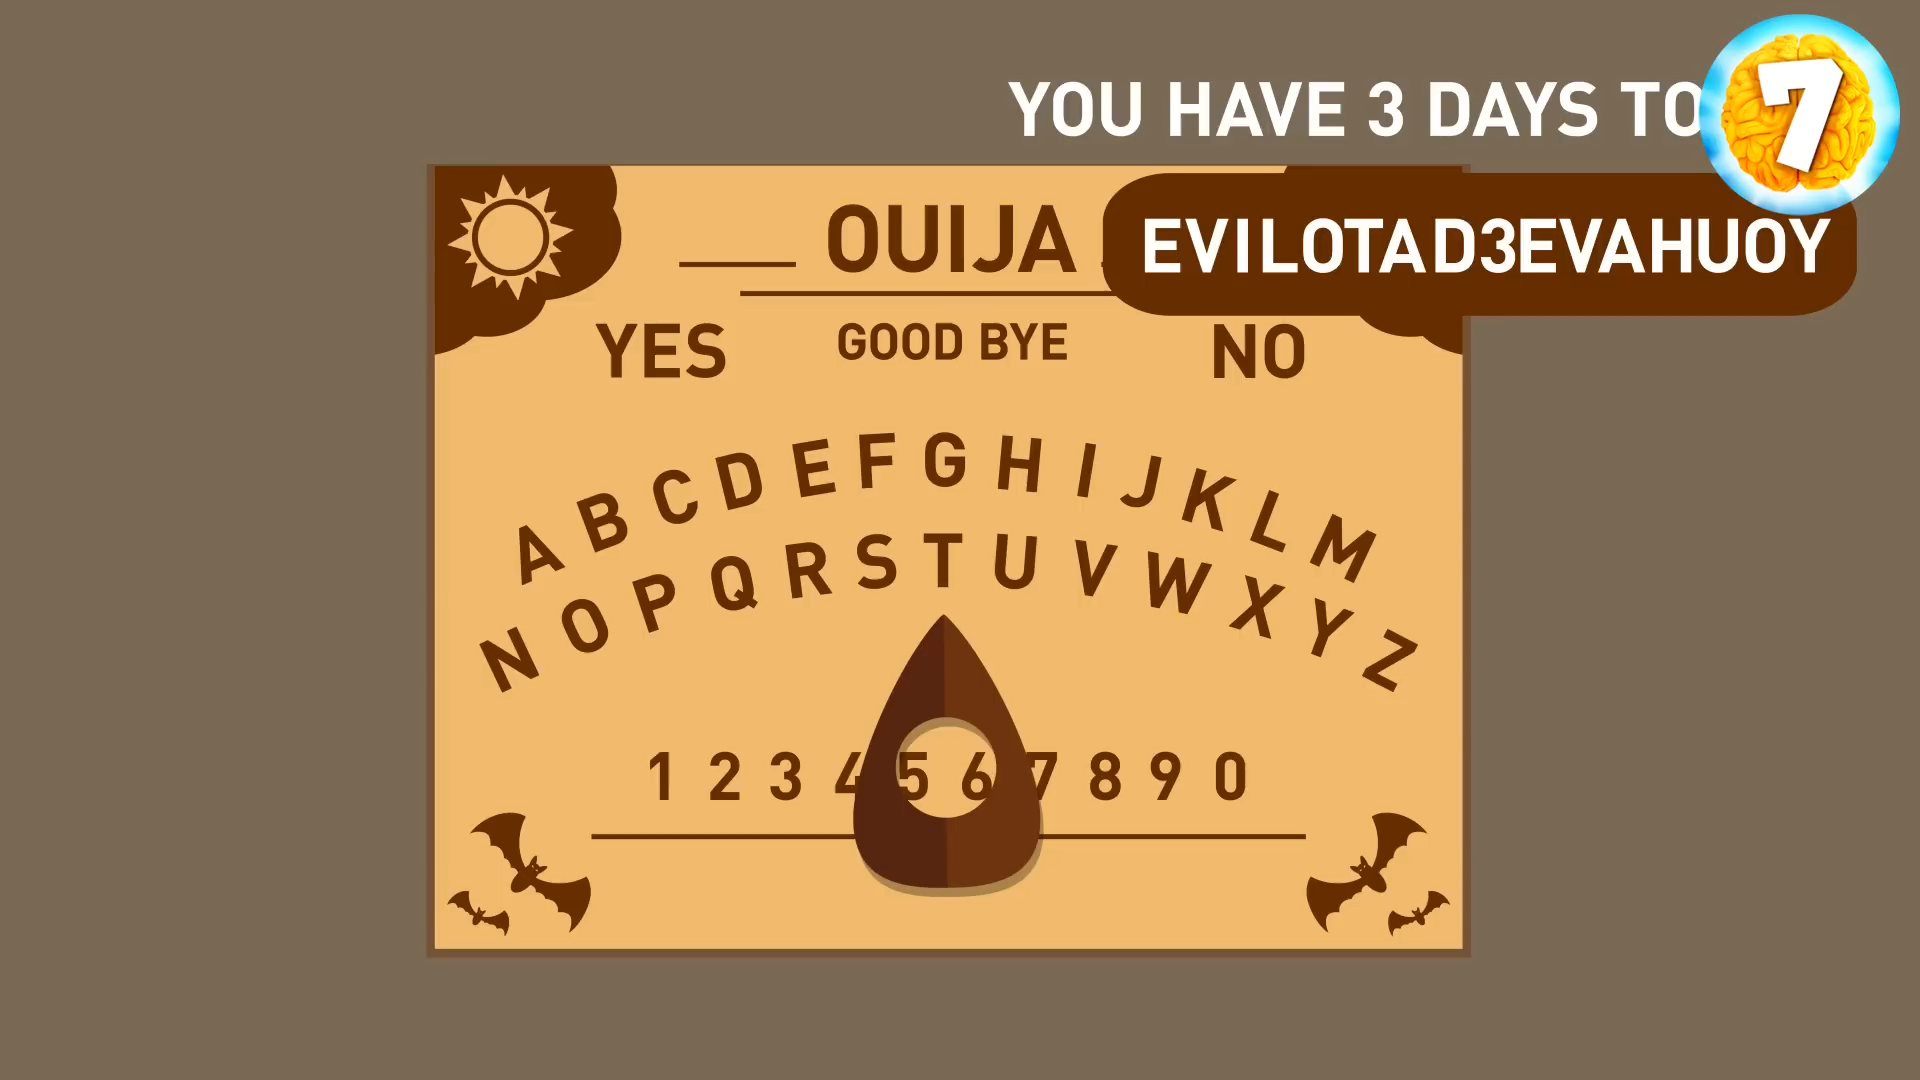 YOU HAVE 3 DAYS TO
7
OUIJA
EVILOTAD3EVAHUOY
YES GOOD BYE NO
A B C D E F G H I J K L M
N O P Q R S T U V W X Y Z
1 2 3 4 5 6 7 8 9 0